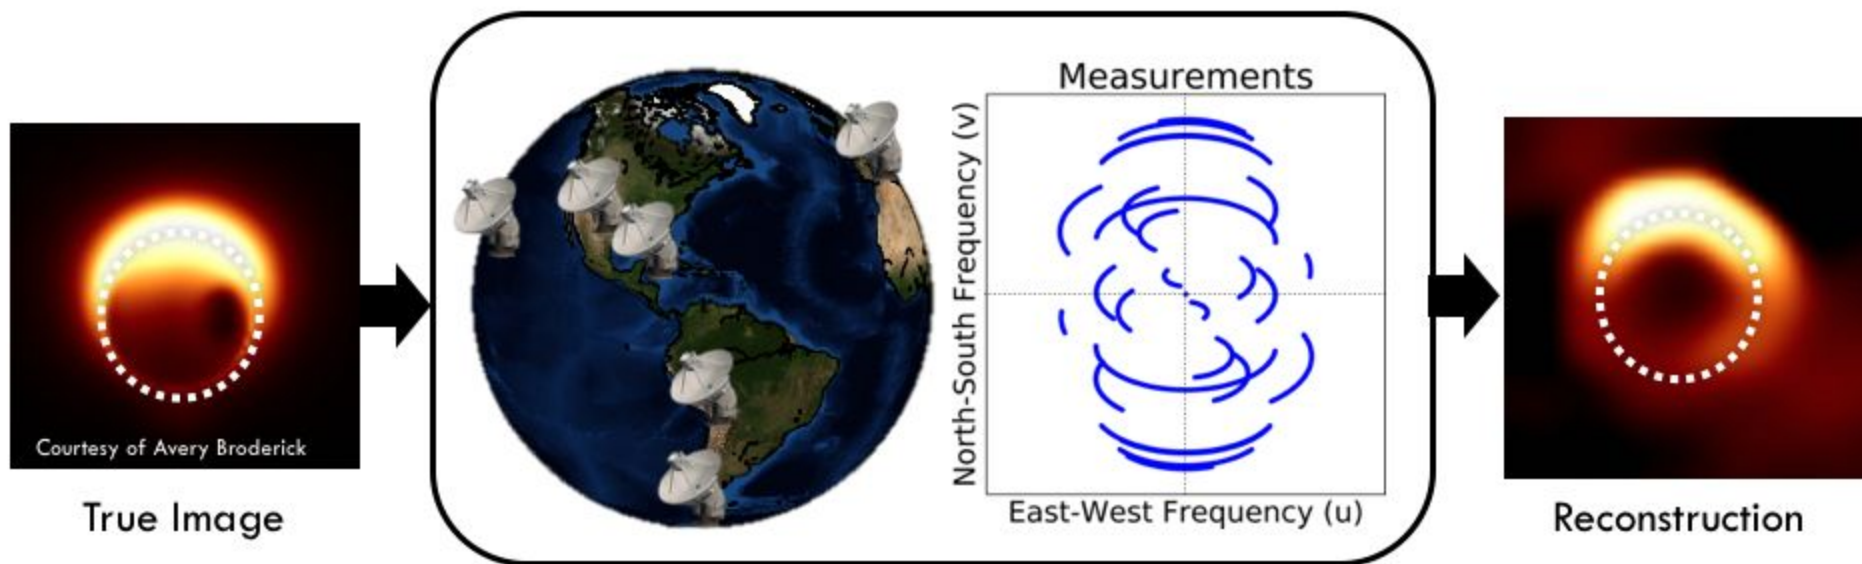 Courtesy of Avery Broderick
True Image
Measurements
North-South Frequency (v)
East-West Frequency (u)
Reconstruction